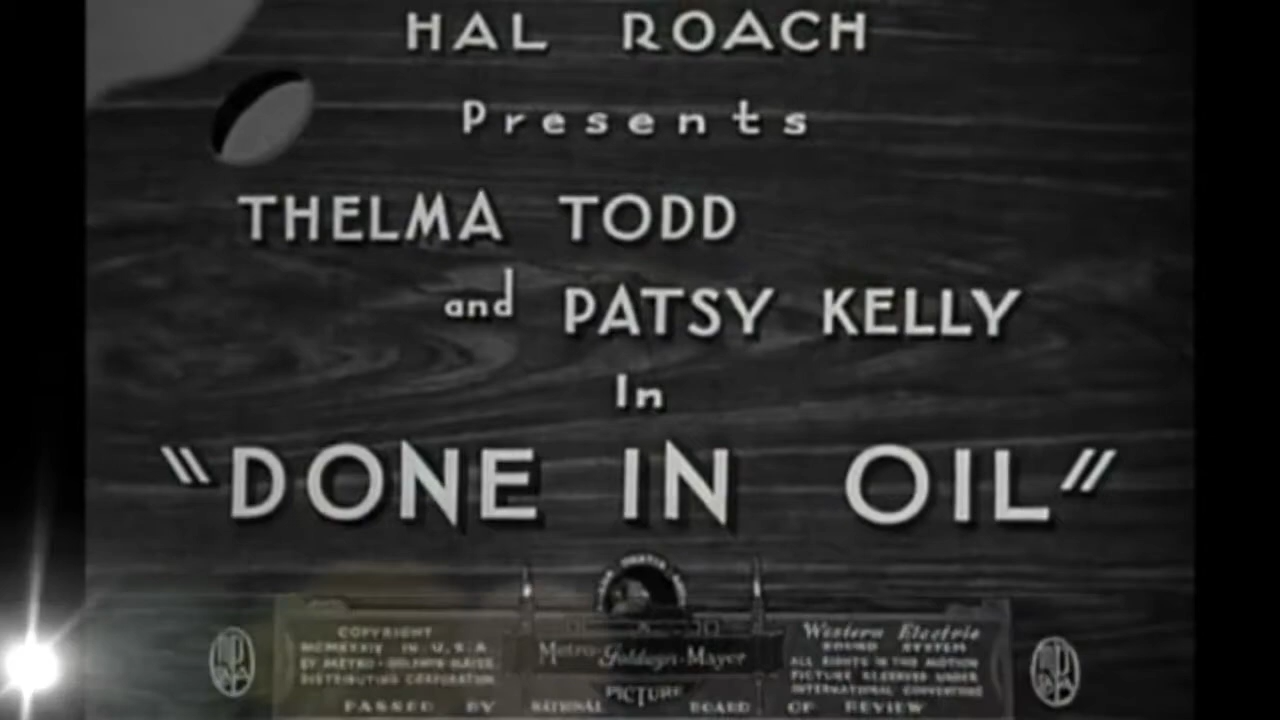 HAL ROACH
Presents
THELMA TODD
and PATSY KELLY
In
"DONE IN OIL"
COPYRIGHT
MCMXXXIV IN U.S.A.
BY METRO-GOLDWYN-MAYER
DISTRIBUTING CORPORATION
Metro-Goldwyn-Mayer
PICTURE
Western Electric
SOUND SYSTEM
ALL RIGHTS IN THIS MOTION
PICTURE RESERVED UNDER
INTERNATIONAL CONVENTIONS
PASSED BY NATIONAL BOARD OF REVIEW